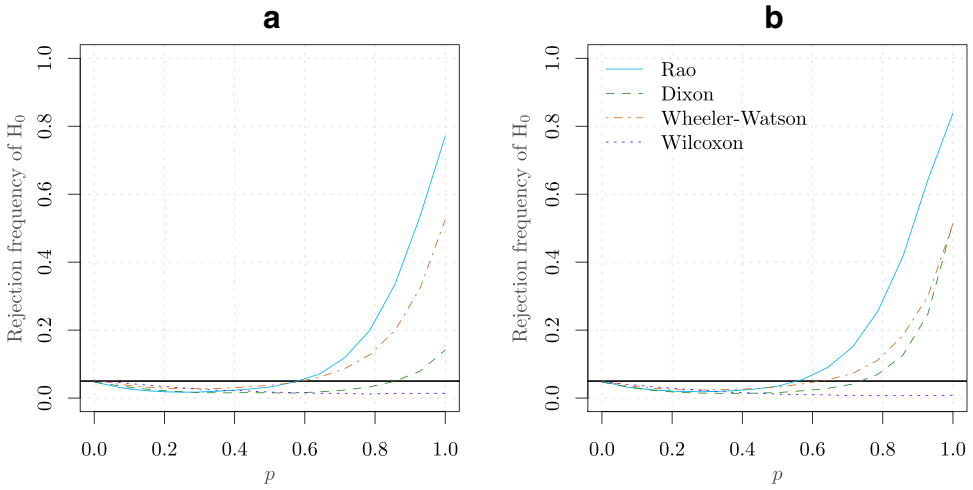 a
Rejection frequency of H0
1.0
0.8
0.6
0.4
0.2
0.0
0.0 0.2 0.4 0.6 0.8 1.0
p
b
Rejection frequency of H0
1.0
0.8
0.6
0.4
0.2
0.0
Rao
Dixon
Wheeler-Watson
Wilcoxon
0.0 0.2 0.4 0.6 0.8 1.0
p